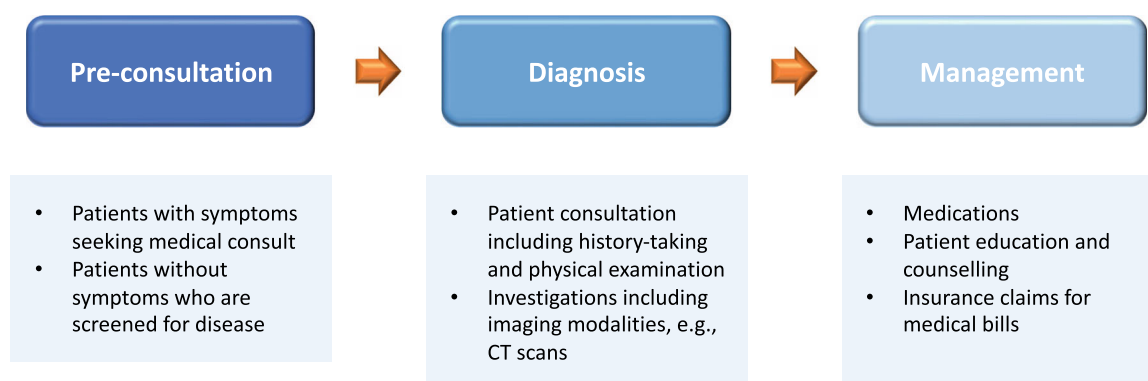 Pre-consultation
Diagnosis
Management
• Patients with symptoms
seeking medical consult
• Patients without
symptoms who are
screened for disease
• Patient consultation
including history-taking
and physical examination
• Investigations including
imaging modalities, e.g.,
CT scans
• Medications
• Patient education and
counselling
• Insurance claims for
medical bills